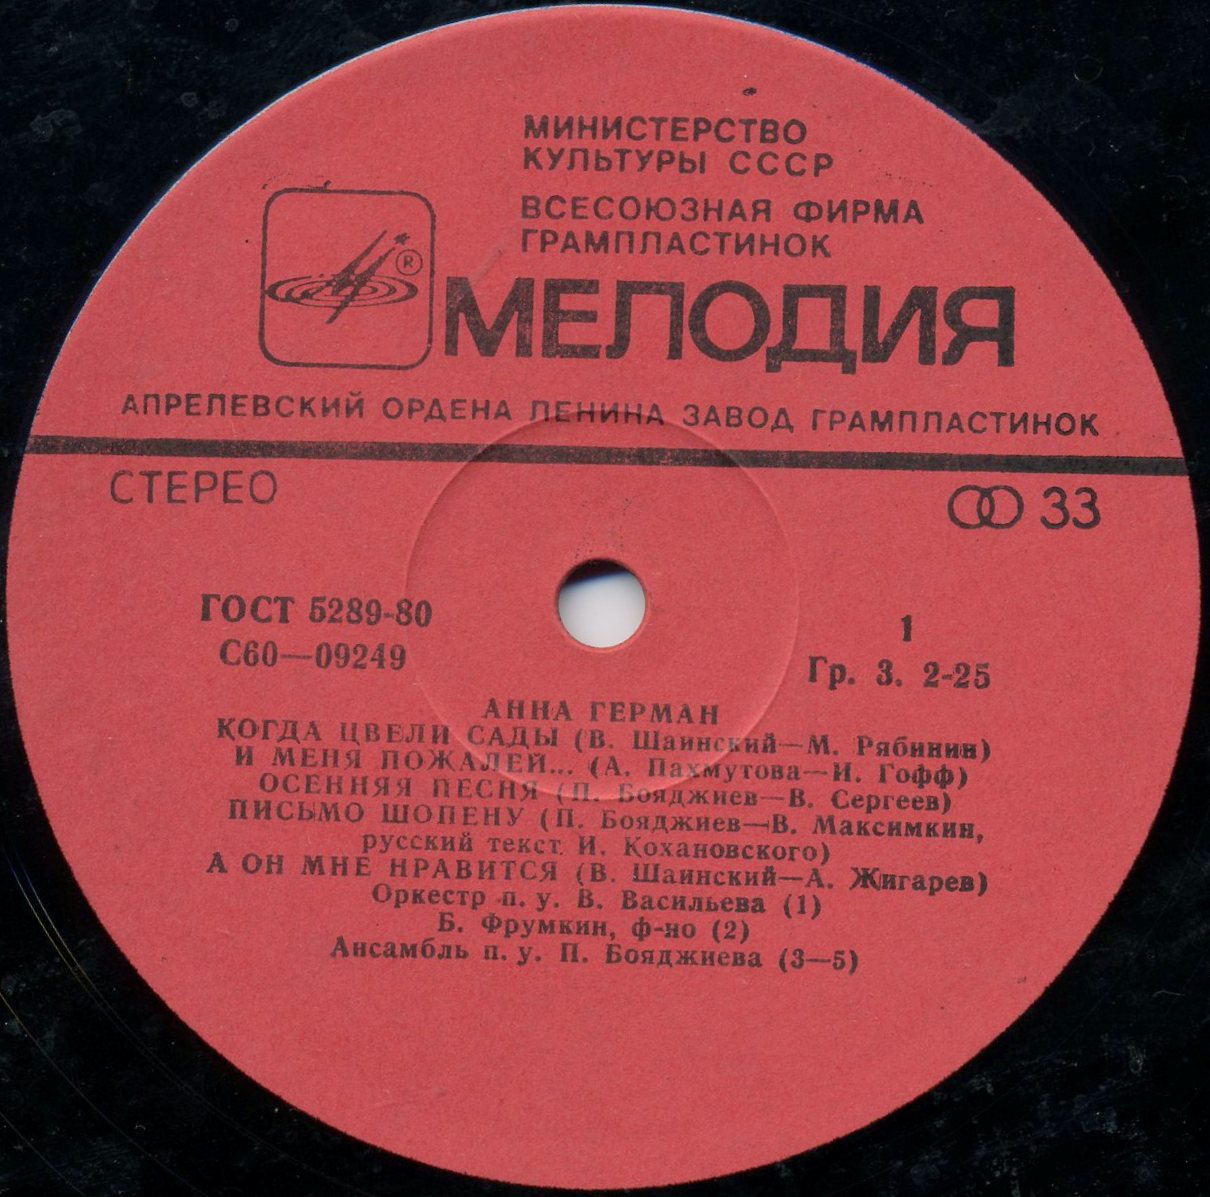 МИНИСТЕРСТВО
КУЛЬТУРЫ СССР
ВСЕСОЮЗНАЯ ФИРМА
ГРАМПЛАСТИНОК
®
МЕЛОДИЯ
АПРЕЛЕВСКИЙ ОРДЕНА ЛЕНИНА ЗАВОД ГРАМПЛАСТИНОК
СТЕРЕО
33
ГОСТ 5289-80
С60—09249
1
Гр. 3. 2-25
АННА ГЕРМАН
КОГДА ЦВЕЛИ САДЫ (В. Шаинский—М. Рябинин)
И МЕНЯ ПОЖАЛЕЙ... (А. Пахмутова—И. Гофф)
ОСЕННЯЯ ПЕСНЯ (П. Бояджиев—В. Сергеев)
ПИСЬМО ШОПЕНУ (П. Бояджиев—В. Максимкин,
русский текст И. Кохановского)
А ОН МНЕ НРАВИТСЯ (В. Шаинский—А. Жигарев)
Оркестр п. у. В. Васильева (1)
Б. Фрумкин, ф-но (2)
Ансамбль п. у. П. Бояджиева (3—5)